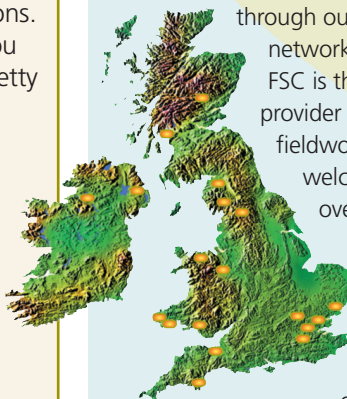 ons.
ou
etty
through ou
network
FSC is th
provider
fieldwo
welc
ove